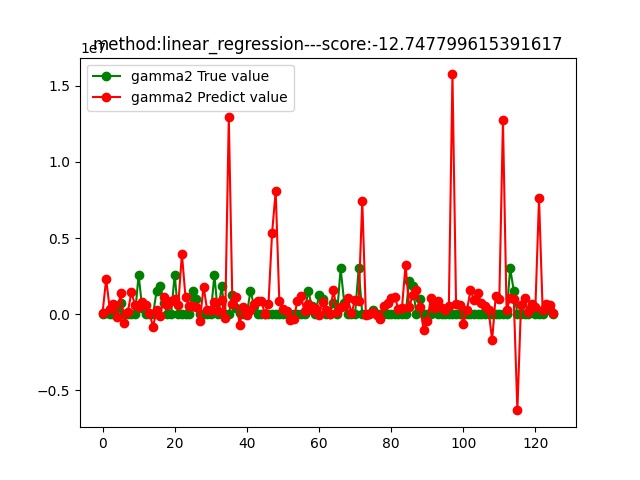 method:linear_regression---score:-12.747799615391617
1e7
gamma2 True value
gamma2 Predict value
1.5
1.0
0.5
0.0
−0.5
0 20 40 60 80 100 120